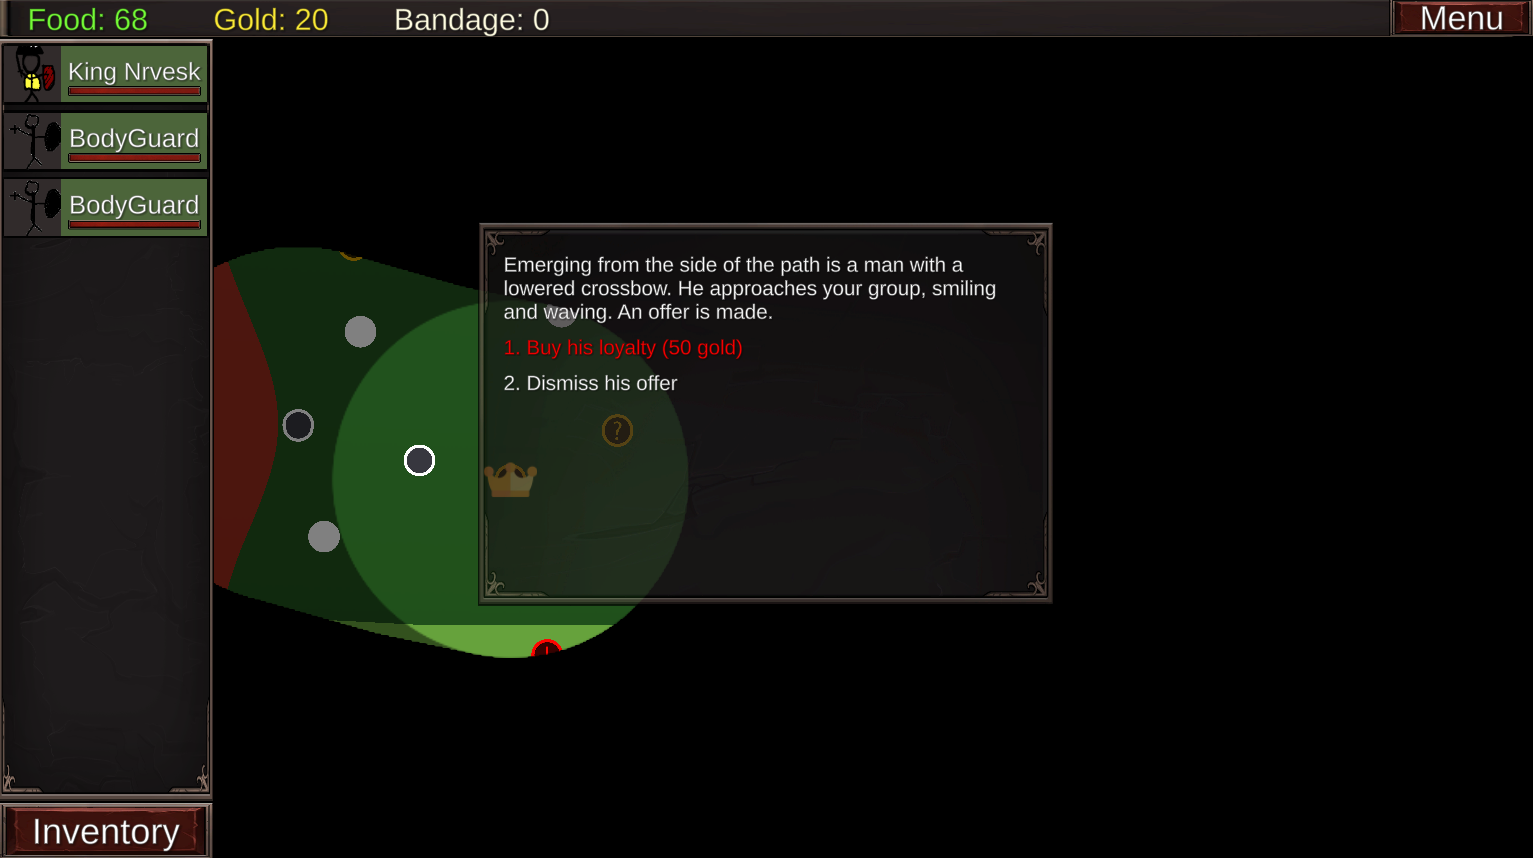 Food: 68 Gold: 20 Bandage: 0 Menu
King Nrvesk
BodyGuard
BodyGuard
Emerging from the side of the path is a man with a
lowered crossbow. He approaches your group, smiling
and waving. An offer is made.
1. Buy his loyalty (50 gold)
2. Dismiss his offer
?
!
Inventory